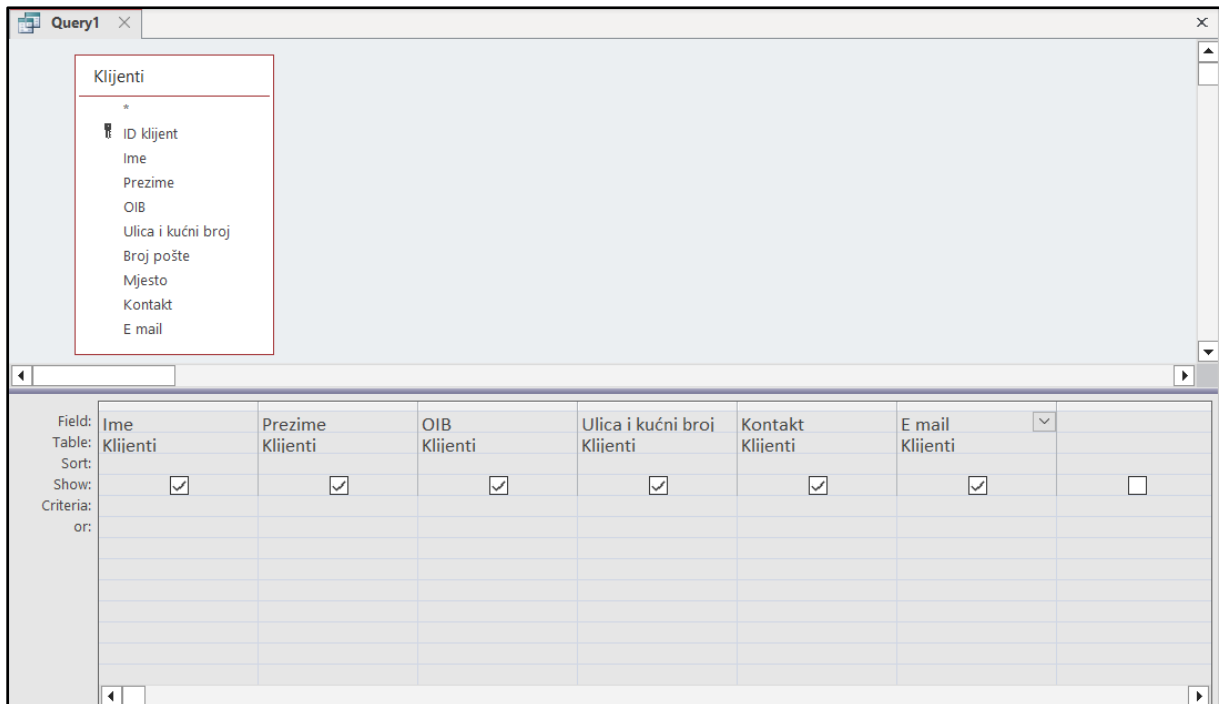 Query1
Klijenti
*
ID klijent
Ime
Prezime
OIB
Ulica i kućni broj
Broj pošte
Mjesto
Kontakt
E mail
Field: Ime Prezime OIB Ulica i kućni broj Kontakt E mail
Table: Klijenti Klijenti Klijenti Klijenti Klijenti Klijenti
Sort:
Show:
Criteria:
or: